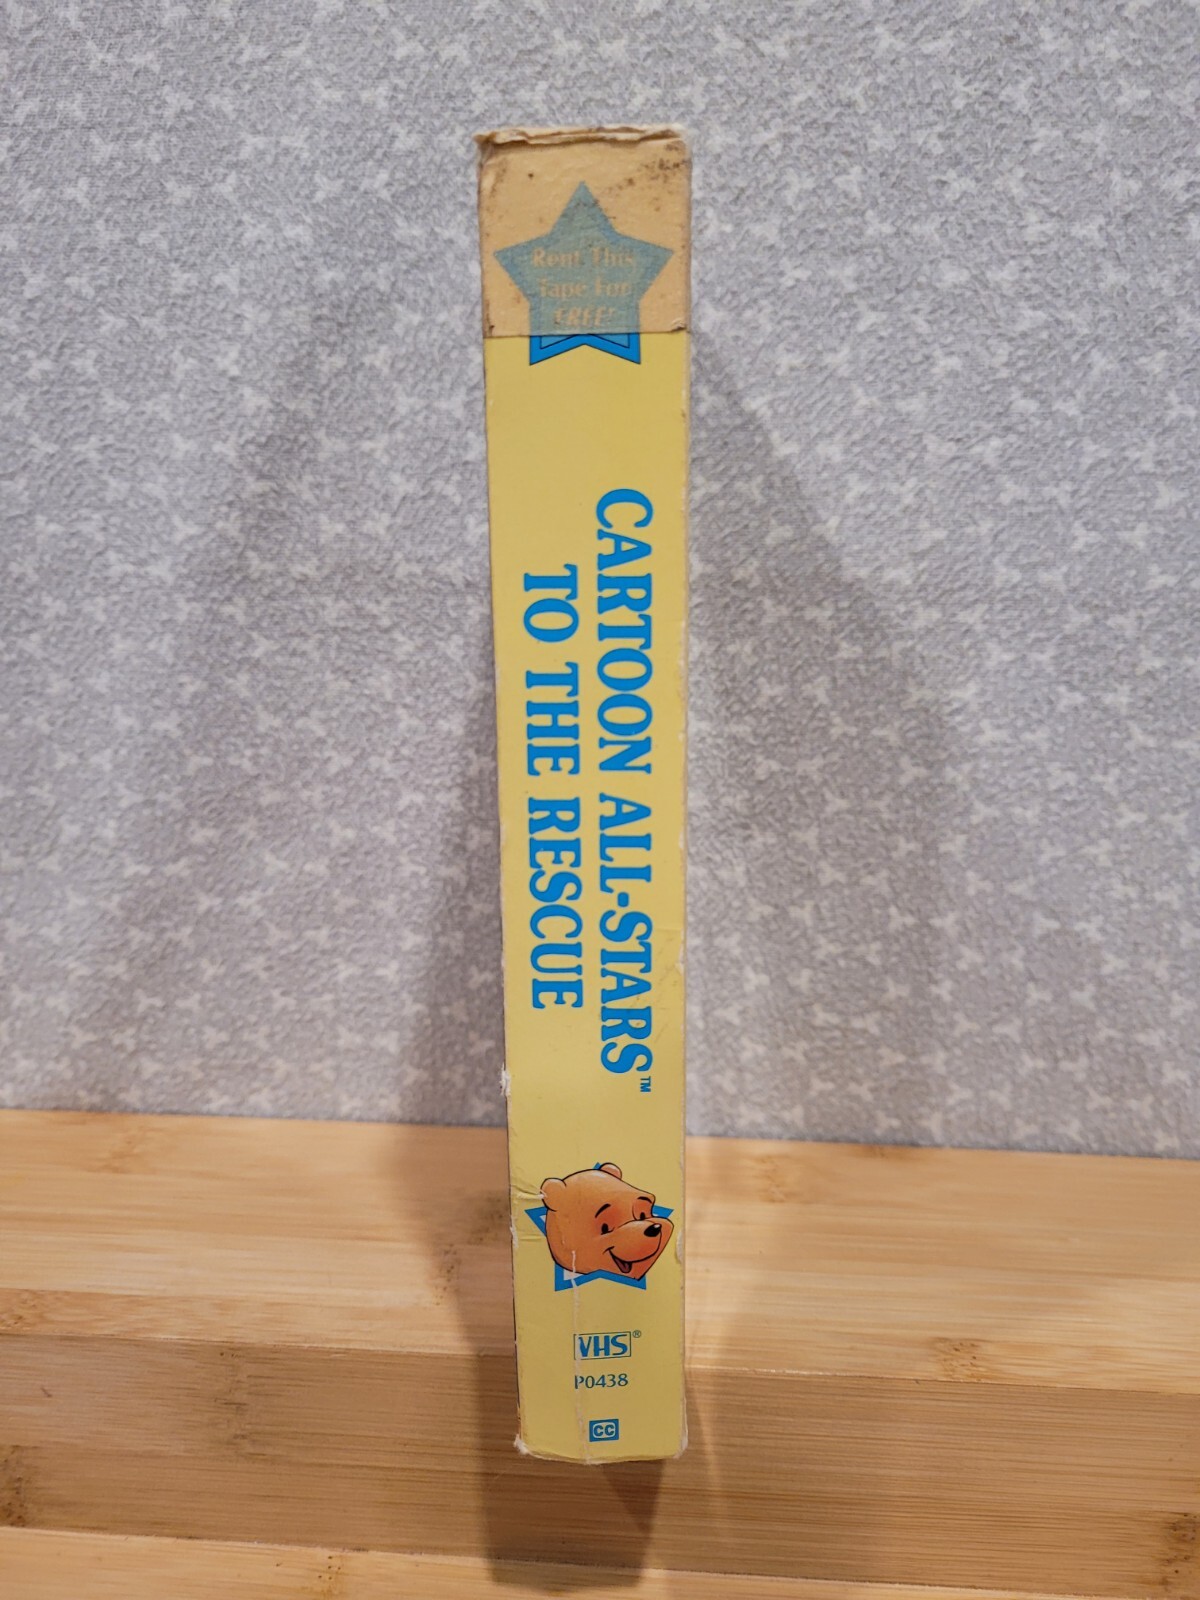 Rent This
Tape For
FREE!
CARTOON ALL-STARS™
TO THE RESCUE
VHS®
P0438
CC